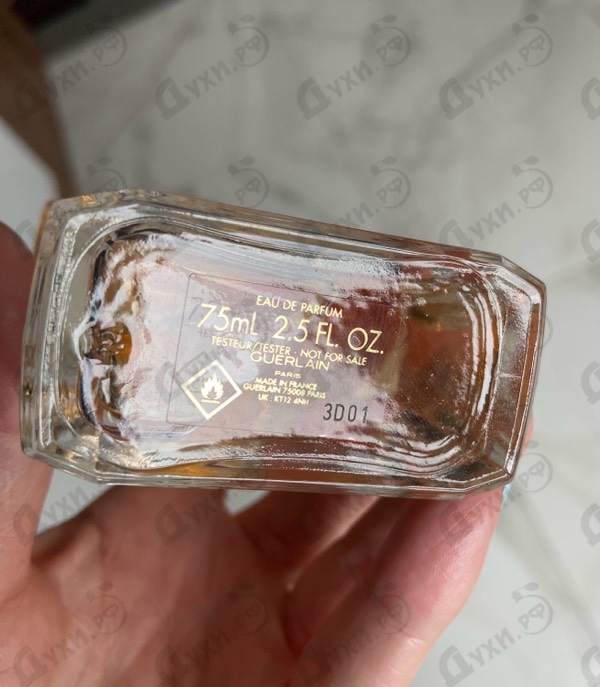 EAU DE PARFUM
75ml 2.5 FL. OZ.
TESTEUR/TESTER - NOT FOR SALE
GUERLAIN
PARIS
MADE IN FRANCE
GUERLAIN 75008 PARIS
UK . KT12 4NH
3D01
Духи.РФ